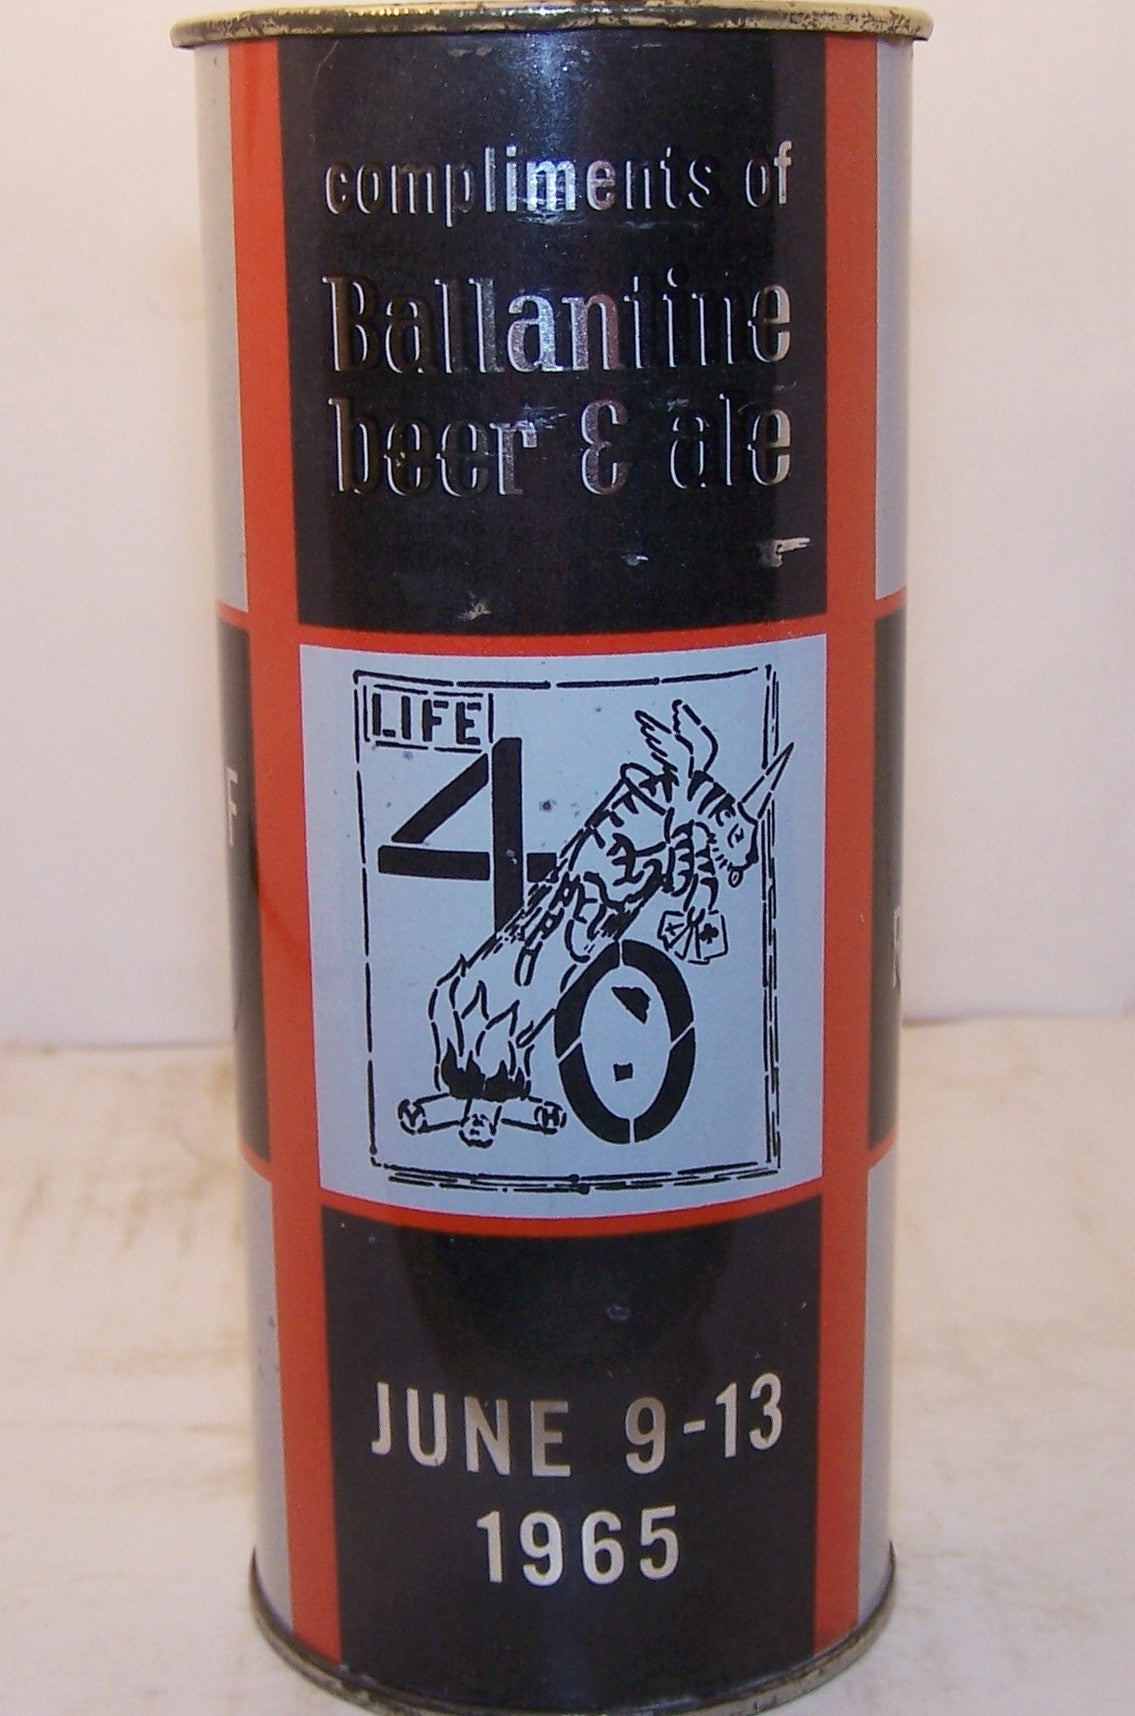 compliments of
Ballantine
beer & ale
LIFE
40
F
R
JUNE 9-13
1965